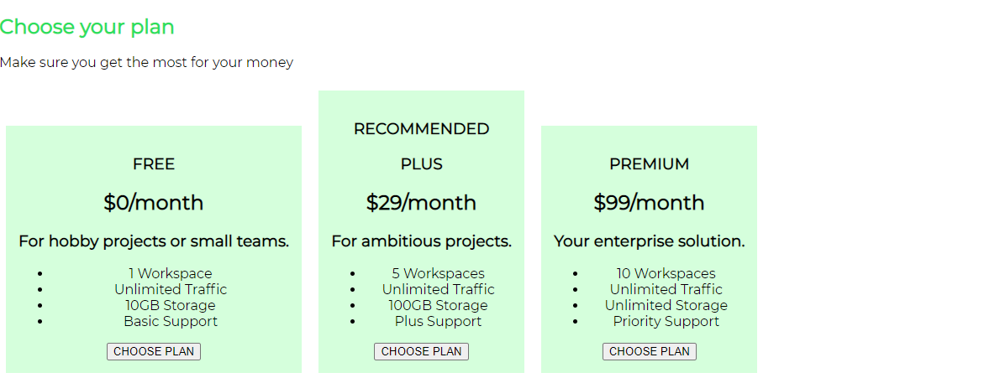 Choose your plan
Make sure you get the most for your money
FREE
$0/month
For hobby projects or small teams.
1 Workspace
Unlimited Traffic
10GB Storage
Basic Support
CHOOSE PLAN
RECOMMENDED
PLUS
$29/month
For ambitious projects.
5 Workspaces
Unlimited Traffic
100GB Storage
Plus Support
CHOOSE PLAN
PREMIUM
$99/month
Your enterprise solution.
10 Workspaces
Unlimited Traffic
Unlimited Storage
Priority Support
CHOOSE PLAN